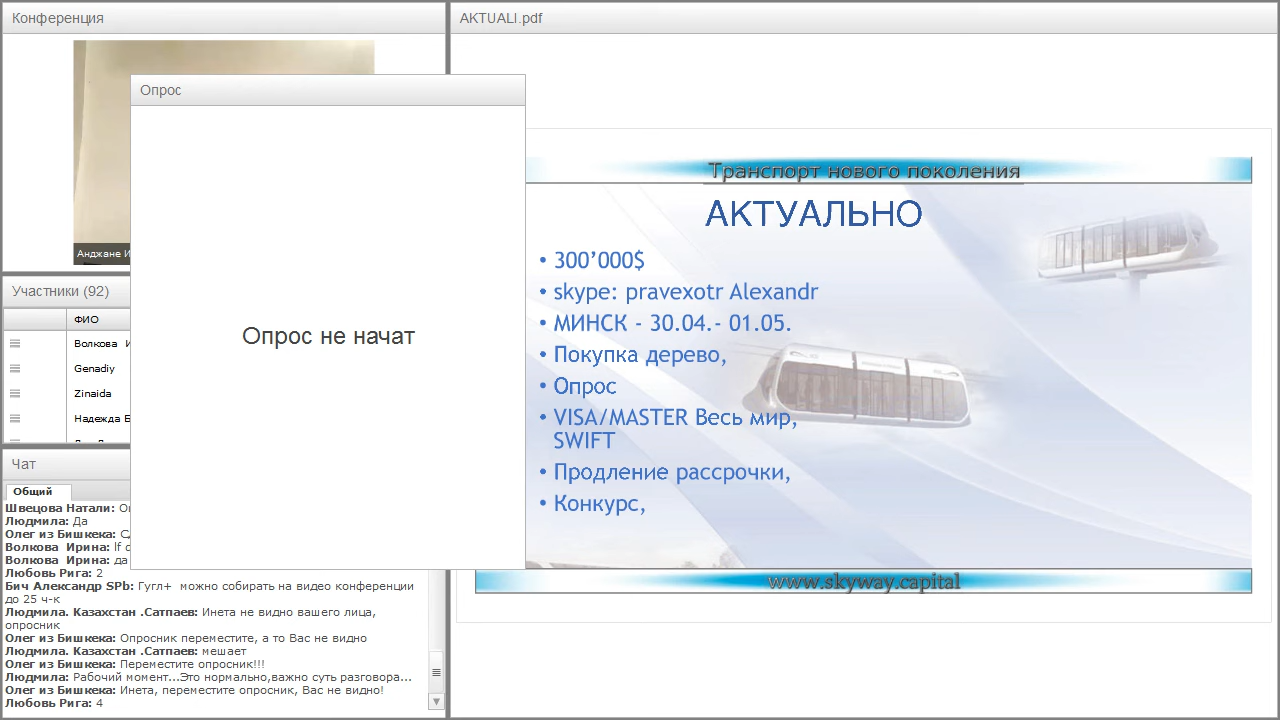 Конференция
Анджане И
Опрос
Опрос не начат
Участники (92)
ФИО
Волкова И
Genadiy
Zinaida
Надежда Б
Чат
Общий
Швецова Натали:
Людмила: Да
Олег из Бишкека:
Волкова Ирина: If
Волкова Ирина: да
Любовь Рига: 2
Бич Александр SPb: Гугл+ можно собирать на видео конференции
до 25 ч-к
Людмила. Казахстан .Сатпаев: Инета не видно вашего лица,
опросник
Олег из Бишкека: Опросник переместите, а то Вас не видно
Людмила. Казахстан .Сатпаев: мешает
Олег из Бишкека: Переместите опросник!!!
Людмила: Рабочий момент...Это нормально,важно суть разговора...
Олег из Бишкека: Инета, переместите опросник, Вас не видно!
Любовь Рига: 4
AKTUALI.pdf
Транспорт нового поколения
АКТУАЛЬНО
• 300’000$
• skype: pravexotr Alexandr
• МИНСК - 30.04.- 01.05.
• Покупка дерево,
• Опрос
• VISA/MASTER Весь мир,
SWIFT
• Продление рассрочки,
• Конкурс,
www.skyway.capital